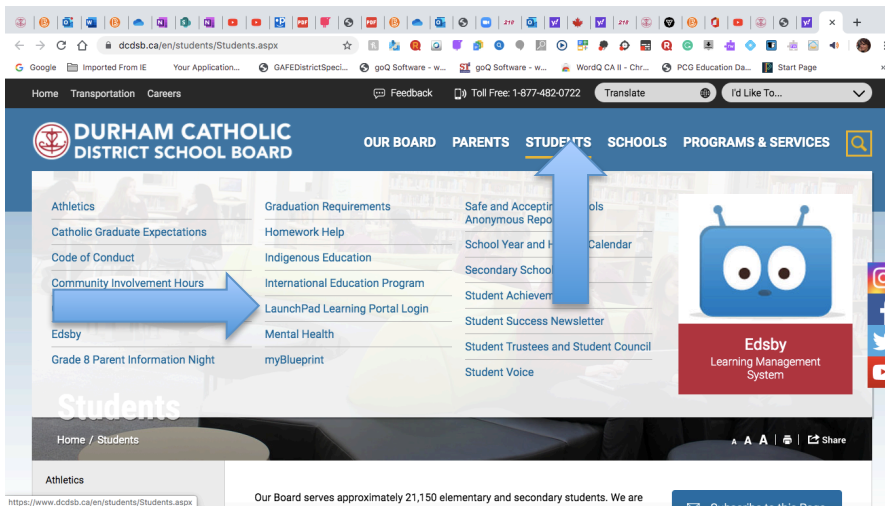 dcdsb.ca/en/students/Students.aspx
Google Imported From IE Your Application... GAFEDistrictSpeci... goQ Software - w... goQ Software - w... WordQ CA II - Chr... PCG Education Da... Start Page
Home Transportation Careers Feedback Toll Free: 1-877-482-0722 Translate I'd Like To...
DURHAM CATHOLIC
DISTRICT SCHOOL BOARD
OUR BOARD PARENTS STUDENTS SCHOOLS PROGRAMS & SERVICES
Athletics
Catholic Graduate Expectations
Code of Conduct
Community Involvement Hours
Edsby
Grade 8 Parent Information Night
Graduation Requirements
Homework Help
Indigenous Education
International Education Program
LaunchPad Learning Portal Login
Mental Health
myBlueprint
Safe and
Anonymous
School Year and Calendar
Secondary School
Student
Student Success Newsletter
Student Trustees and Student Council
Student Voice
Edsby
Learning Management
System
Students
Home / Students
A A A Share
Athletics
Our Board serves approximately 21,150 elementary and secondary students. We are
Subscribe to this Page
https://www.dcdsb.ca/en/students/Students.aspx